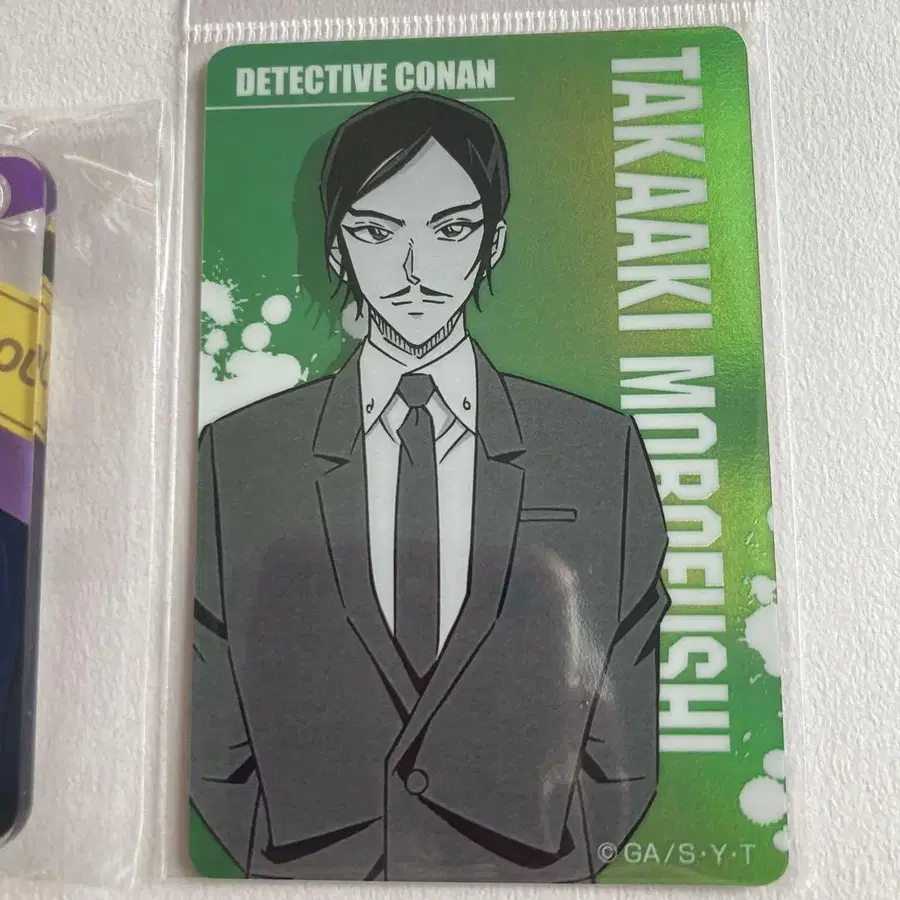 DETECTIVE CONAN
TAKAAKI MOROFUSHI
©GA/S·Y·T